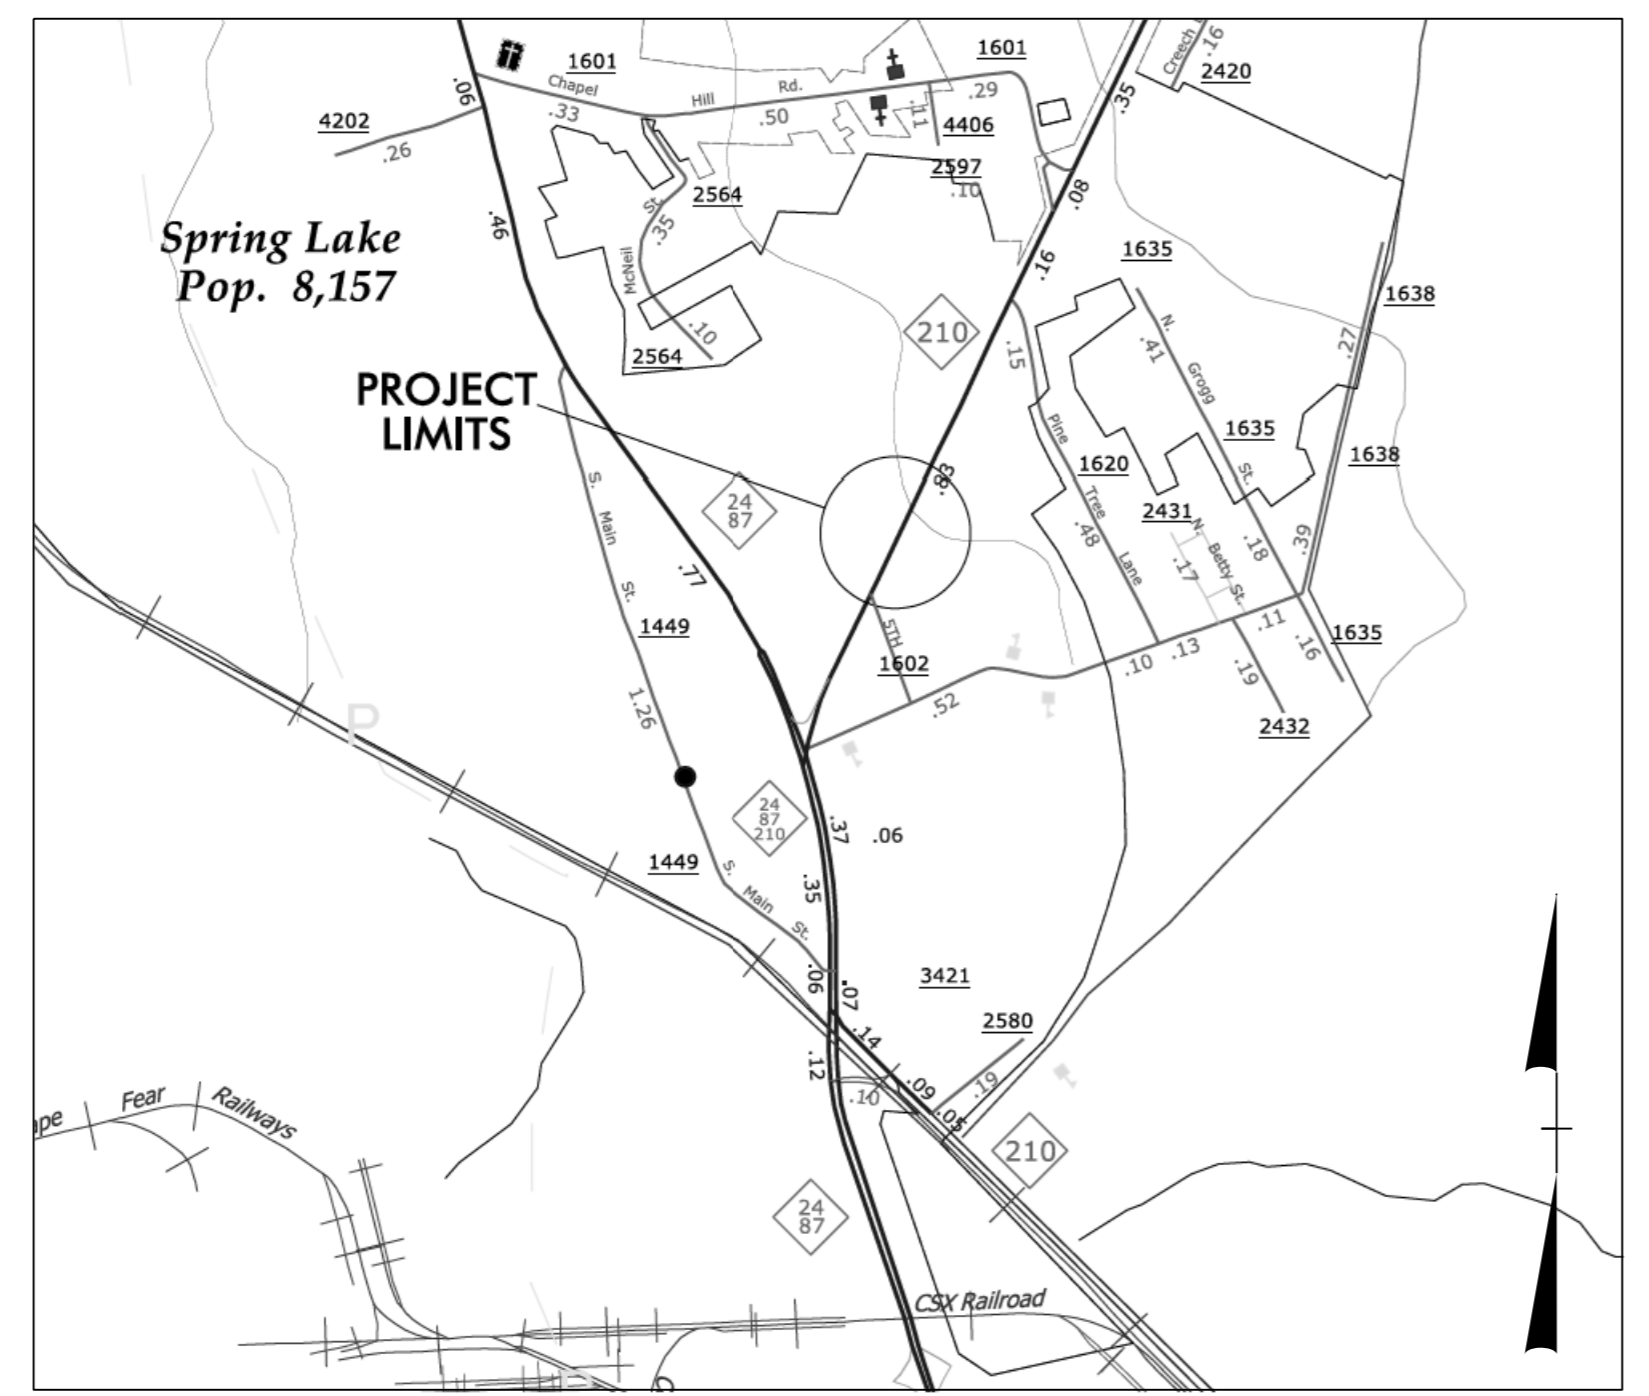 Creech
.16
2420
1601
1601
Chapel
Hill
Rd.
.06
.33
.50
.29
.35
.11
4202
.26
4406
2597
.10
.08
2564
St.
.35
McNeil
.46
Spring Lake
Pop. 8,157
1635
.16
1638
210
N.
.41
.27
.10
2564
.15
Grogg
PROJECT
LIMITS
Pine
1635
1638
1620
St.
S.
.83
24
87
Tree
2431
N.
Main
.48
.18
.39
Betty
.17
Lane
St.
.77
St.
1449
STH
1602
.11
1635
.16
.13
.10
.19
.52
1.26
P
2432
24
87
210
.37
.06
1449
S.
.35
Main
St.
.06
.07
3421
2580
.14
.12
.09
.19
.10
.05
210
ape
Fear
Railways
24
87
CSX Railroad